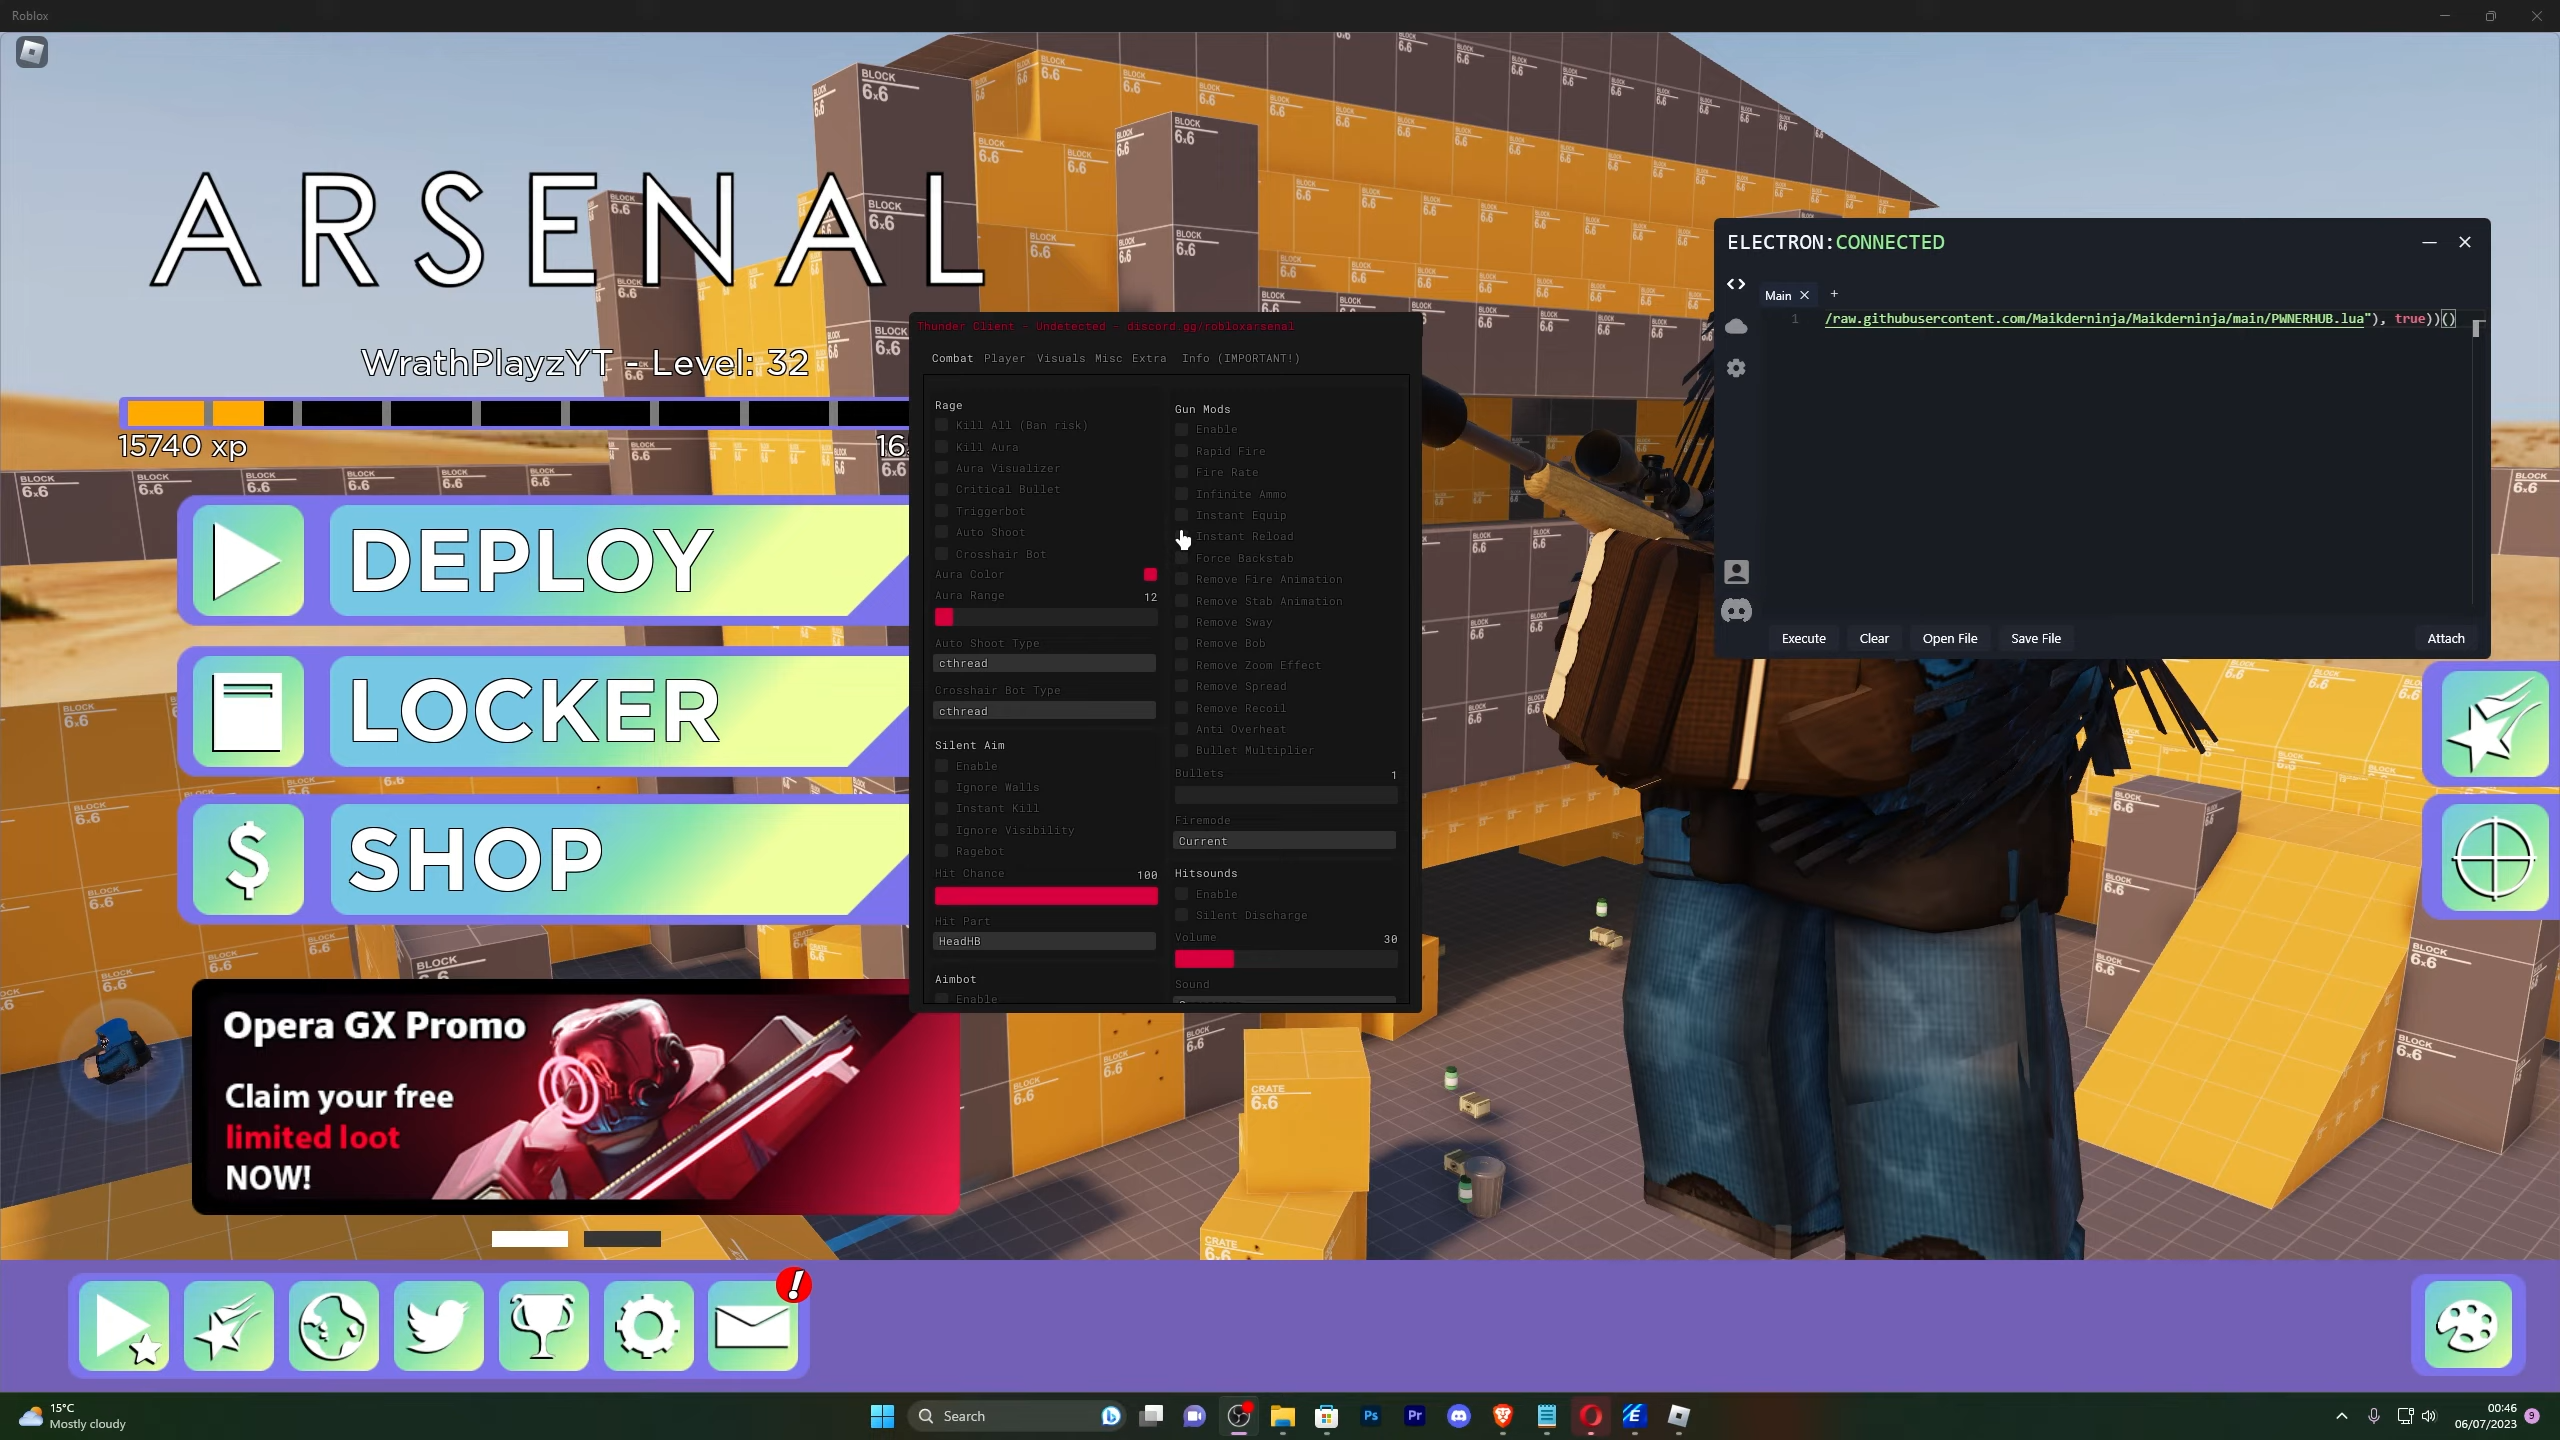 Roblox
ARSENAL
WrathPlayzYT - Level: 32
15740 xp
DEPLOY
LOCKER
SHOP
Opera GX Promo
Claim your free
limited loot
NOW!
Thunder Client - Undetected - discord.gg/robloxarsenal
Combat Player Visuals Misc Extra Info (IMPORTANT!)
Rage
Kill All (Ban risk)
Kill Aura
Aura Visualizer
Critical Bullet
Triggerbot
Auto Shoot
Crosshair Bot
Aura Color
Aura Range 12
Auto Shoot Type
cthread
Crosshair Bot Type
cthread
Silent Aim
Enable
Ignore Walls
Instant Kill
Ignore Visibility
Ragebot
Hit Chance 100
Hit Part
HeadHB
Aimbot
Enable
Gun Mods
Enable
Rapid Fire
Fire Rate
Infinite Ammo
Instant Equip
Instant Reload
Force Backstab
Remove Fire Animation
Remove Stab Animation
Remove Sway
Remove Bob
Remove Zoom Effect
Remove Spread
Remove Recoil
Anti Overheat
Bullet Multiplier
Bullets 1
Firemode
Current
Hitsounds
Enable
Silent Discharge
Volume 30
Sound
ELECTRON:CONNECTED
Main
1 /raw.githubusercontent.com/Maikderninja/Maikderninja/main/PWNERHUB.lua"), true))()
Execute Clear Open File Save File Attach
BLOCK
6x6
CRATE
6x6
15°C
Mostly cloudy
Search
Ps
Pr
00:46
06/07/2023
9